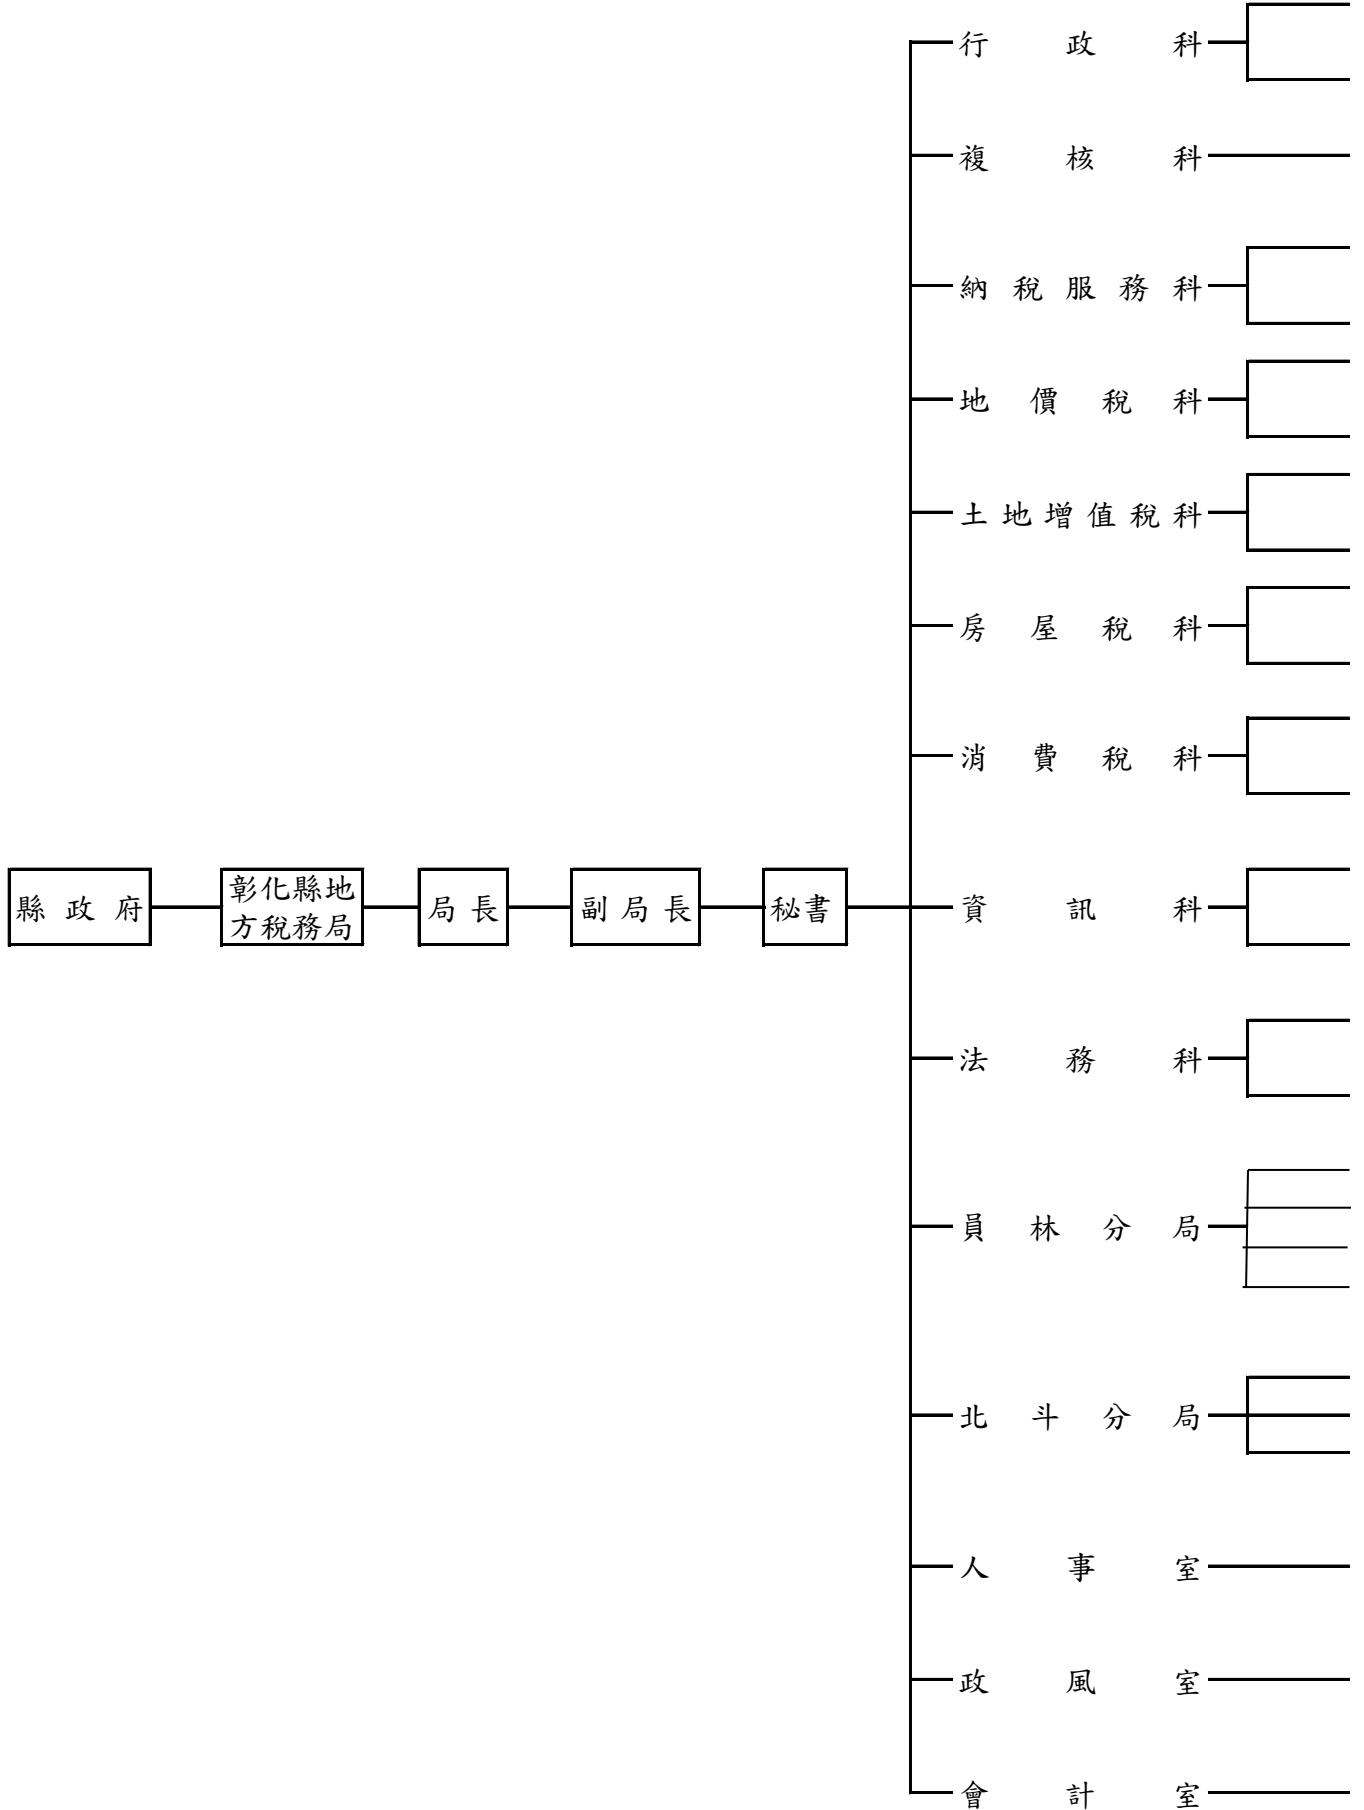 行政科
複核科
納稅服務科
地價稅科
土地增值稅科
房屋稅科
消費稅科
縣政府
彰化縣地
方稅務局
局長
副局長
秘書
資訊科
法務科
員林分局
北斗分局
人事室
政風室
會計室